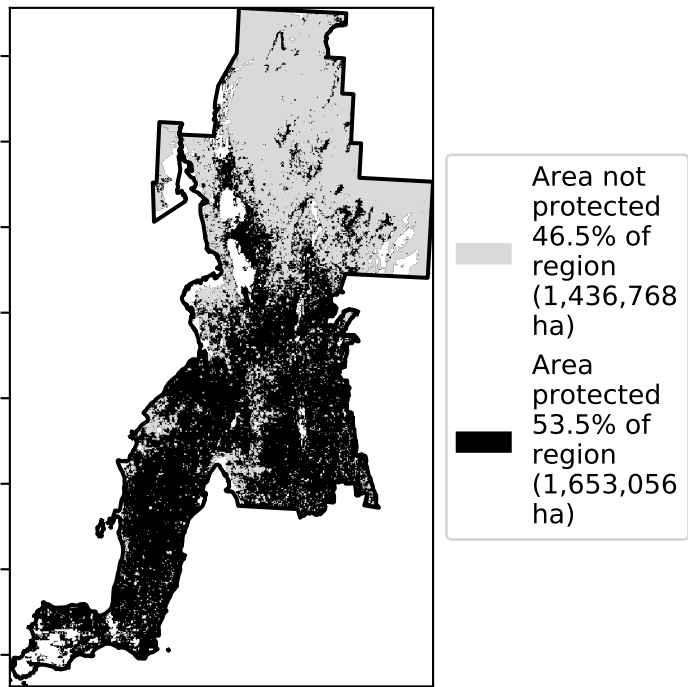 Area not
protected
46.5% of
region
(1,436,768
ha)
Area
protected
53.5% of
region
(1,653,056
ha)